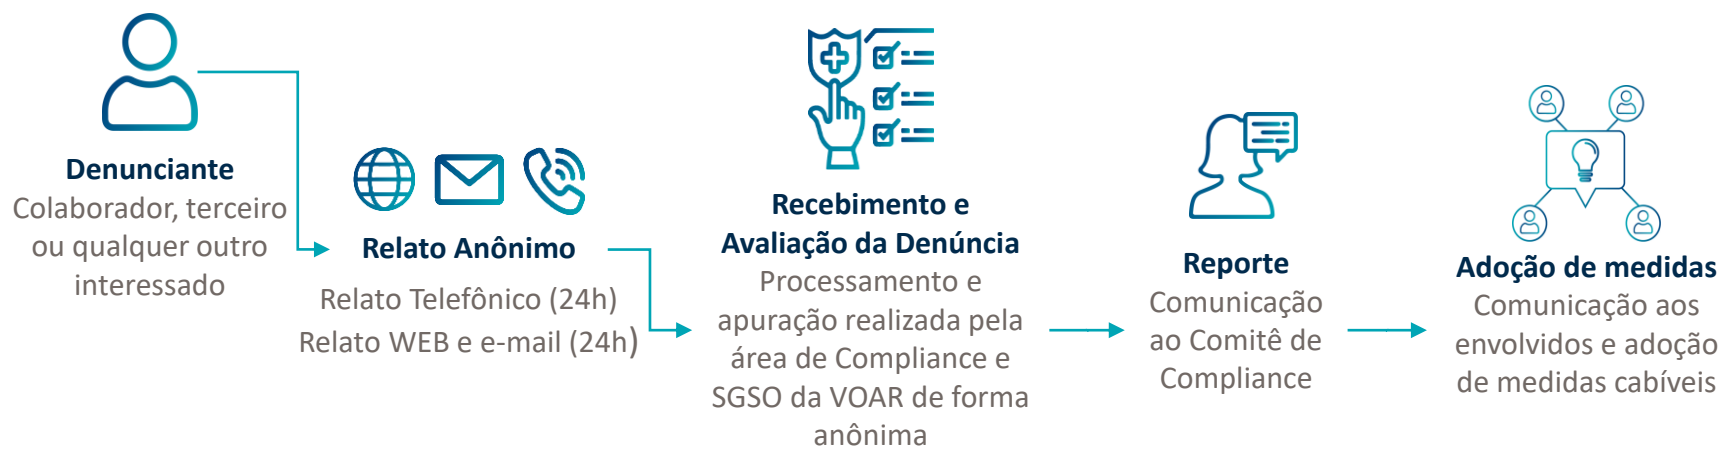 Denunciante
Colaborador, terceiro
ou qualquer outro
interessado
Relato Anônimo
Relato Telefônico (24h)
Relato WEB e e-mail (24h)
Recebimento e
Avaliação da Denúncia
Processamento e
apuração realizada pela
área de Compliance e
SGSO da VOAR de forma
anônima
Reporte
Comunicação
ao Comitê de
Compliance
Adoção de medidas
Comunicação aos
envolvidos e adoção
de medidas cabíveis